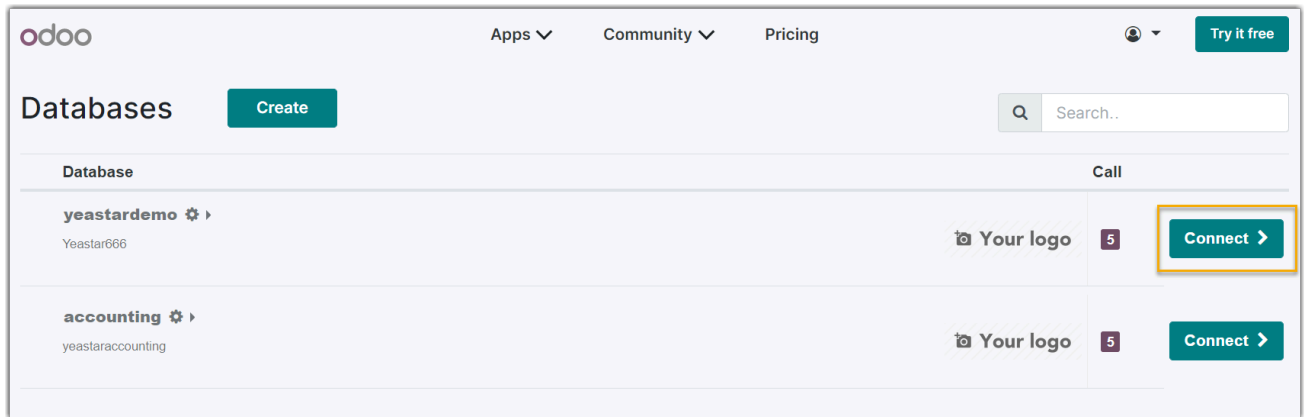 odoo Apps Community Pricing Try it free
Databases Create Search..
Database Call
yeastardemo
Yeastar666
Your logo 5 Connect
accounting
yeastaraccounting
Your logo 5 Connect